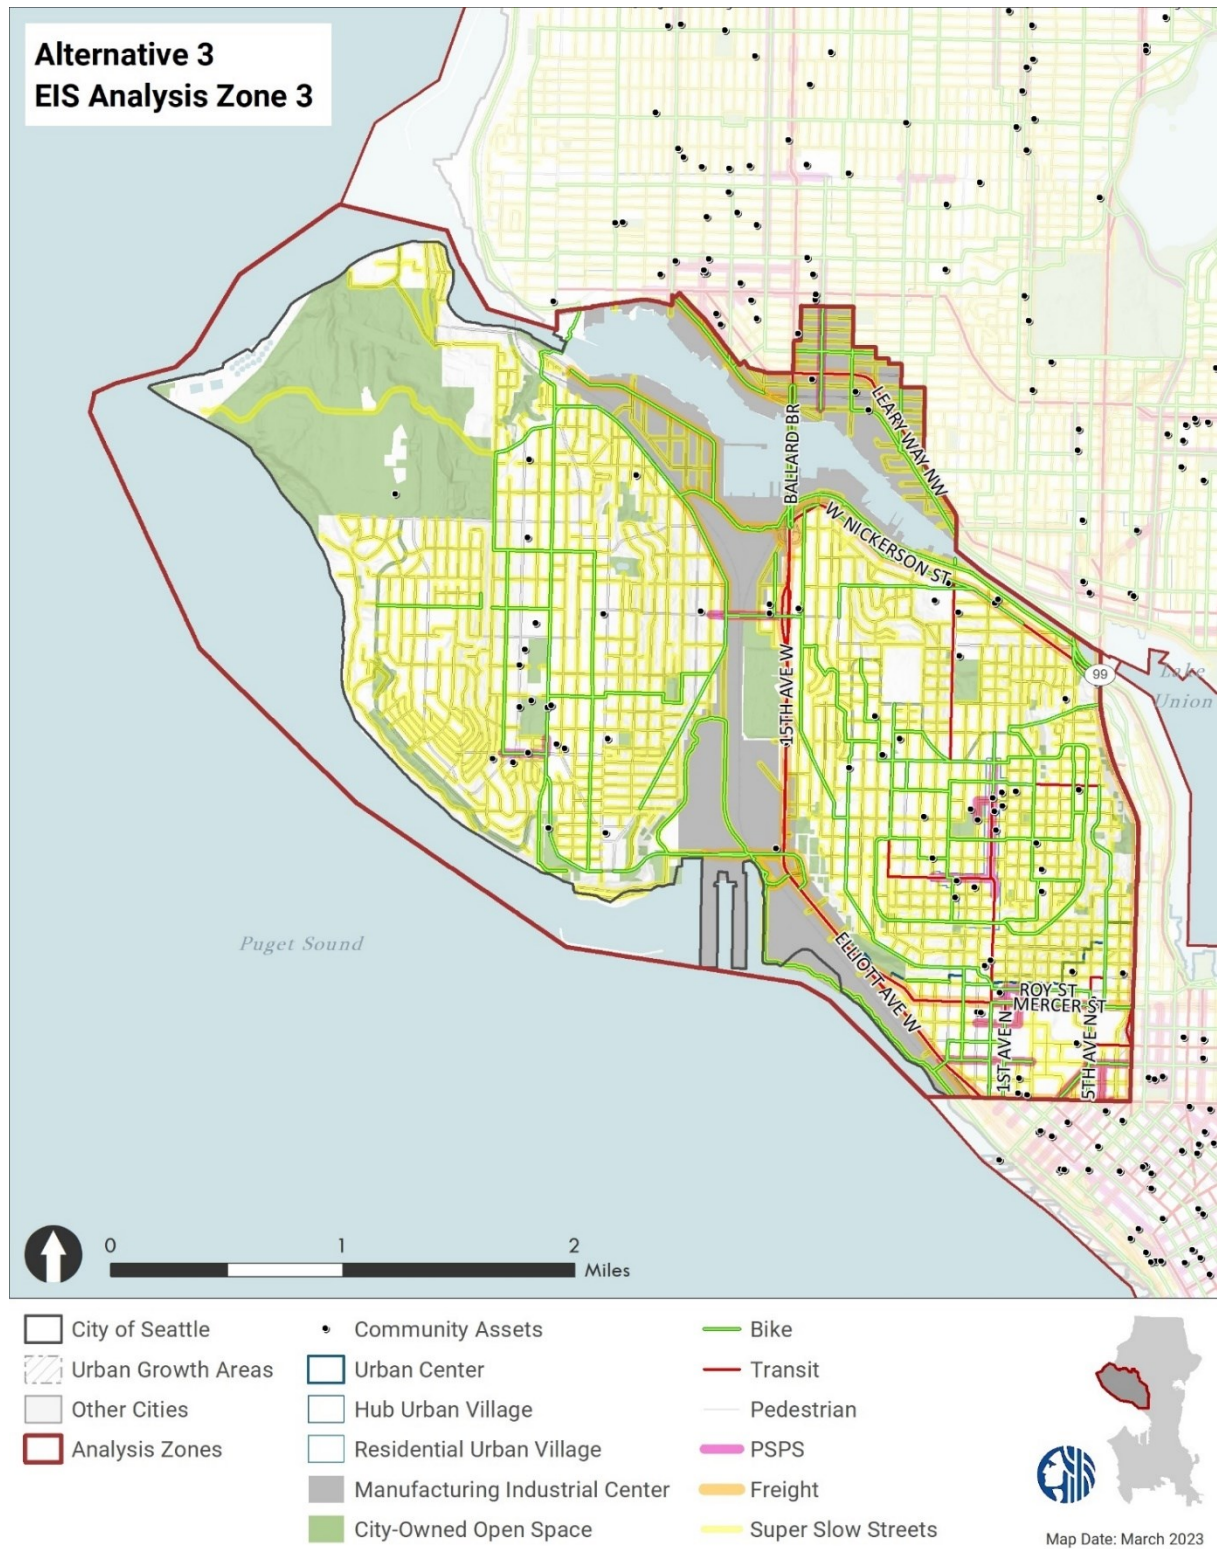 Alternative 3
EIS Analysis Zone 3
LEARY WAY NW
BALLARD BR
W NICKERSON ST
15TH AVE W
99
Lake
Union
Puget Sound
ELLIOTT AVE W
ROY ST
MERCER ST
1ST AVE N
5TH AVE N
0 1 2
Miles
City of Seattle
Urban Growth Areas
Other Cities
Analysis Zones
Community Assets
Urban Center
Hub Urban Village
Residential Urban Village
Manufacturing Industrial Center
City-Owned Open Space
Bike
Transit
Pedestrian
PSPS
Freight
Super Slow Streets
Map Date: March 2023